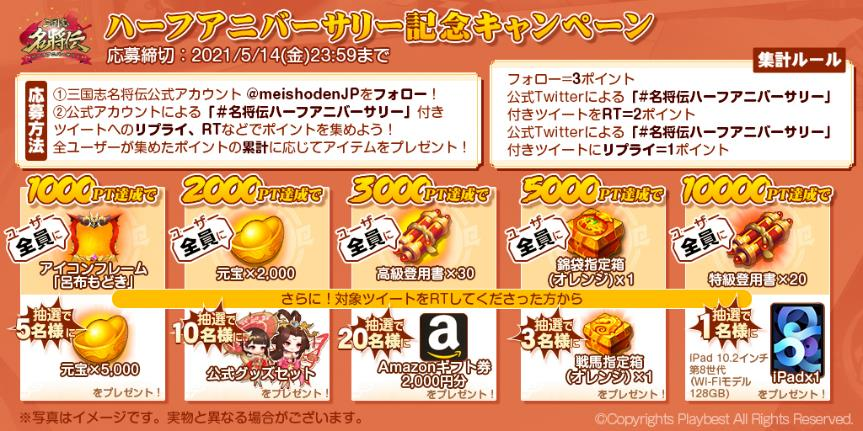 三国志
名将伝
ハーフアニバーサリー記念キャンペーン
応募締切：2021/5/14(金)23:59まで
応募方法
①三国志名将伝公式アカウント @meishodenJPをフォロー！
②公式アカウントによる「＃名将伝ハーフアニバーサリー」付き
ツイートへのリプライ、RTなどでポイントを集めよう！
全ユーザーが集めたポイントの累計に応じてアイテムをプレゼント！
集計ルール
フォロー=3ポイント
公式Twitterによる「#名将伝ハーフアニバーサリー」
付きツイートをRT=2ポイント
公式Twitterによる「#名将伝ハーフアニバーサリー」
付きツイートにリプライ=1ポイント
1000PT達成で
ユーザ全員に
アイコンフレーム
「呂布もどき」
2000PT達成で
ユーザ全員に
元宝×2,000
3000PT達成で
ユーザ全員に
高級登用書×30
5000PT達成で
ユーザ全員に
錦袋指定箱
(オレンジ)×1
10000PT達成で
ユーザ全員に
特級登用書×20
さらに！対象ツイートをRTしてくださった方から
抽選で
5名様に
元宝×5,000
をプレゼント！
抽選で
10名様に
公式グッズセット
をプレゼント！
抽選で
20名様に
a
Amazonギフト券
2,000円分
をプレゼント！
抽選で
3名様に
戦馬指定箱
(オレンジ)×1
をプレゼント！
抽選で
1名様に
iPad 10.2インチ
第8世代
(Wi-Fiモデル
128GB)
iPadx1
をプレゼント！
※写真はイメージです。実物と異なる場合がございます。
©Copyrights Playbest All Rights Reserved.